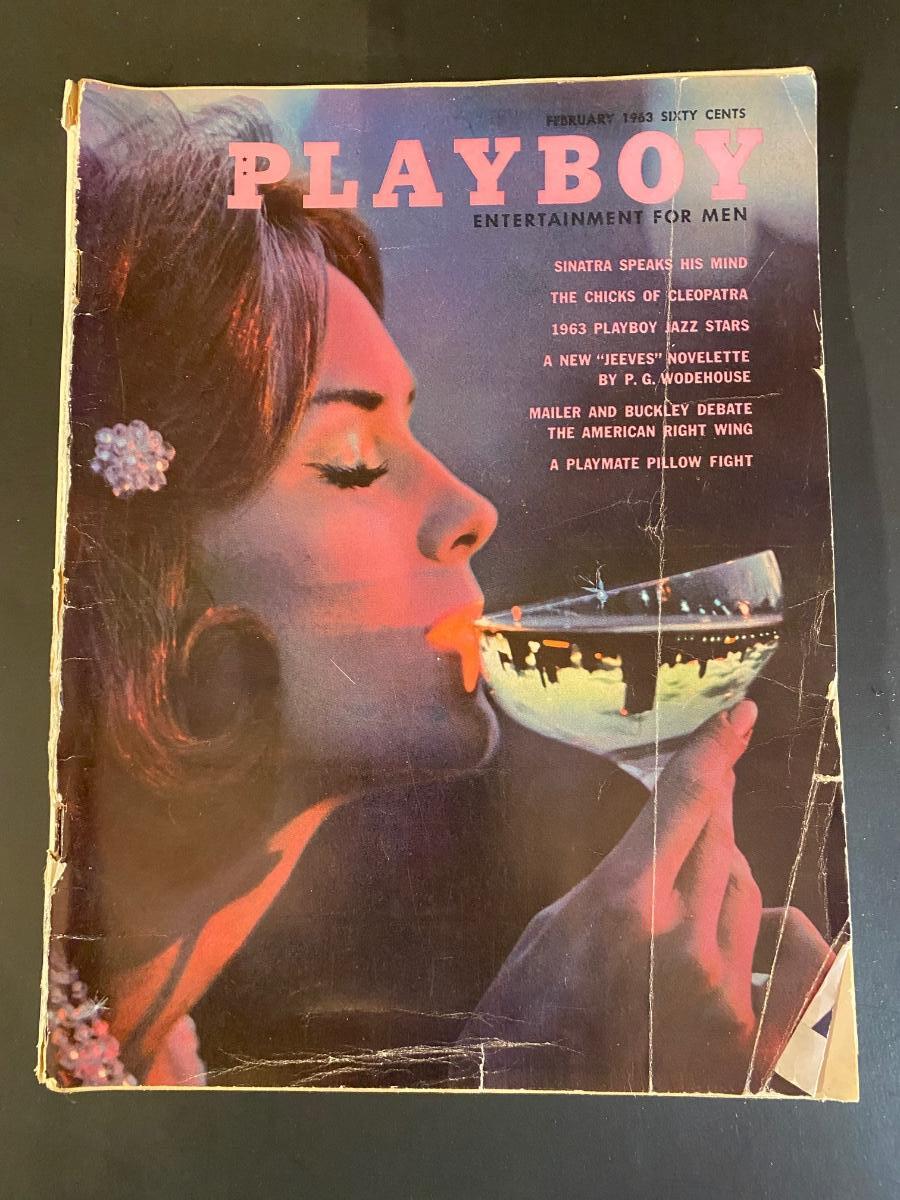 FEBRUARY 1963 SIXTY CENTS
PLAYBOY
ENTERTAINMENT FOR MEN
SINATRA SPEAKS HIS MIND
THE CHICKS OF CLEOPATRA
1963 PLAYBOY JAZZ STARS
A NEW "JEEVES" NOVELETTE
BY P. G. WODEHOUSE
MAILER AND BUCKLEY DEBATE
THE AMERICAN RIGHT WING
A PLAYMATE PILLOW FIGHT